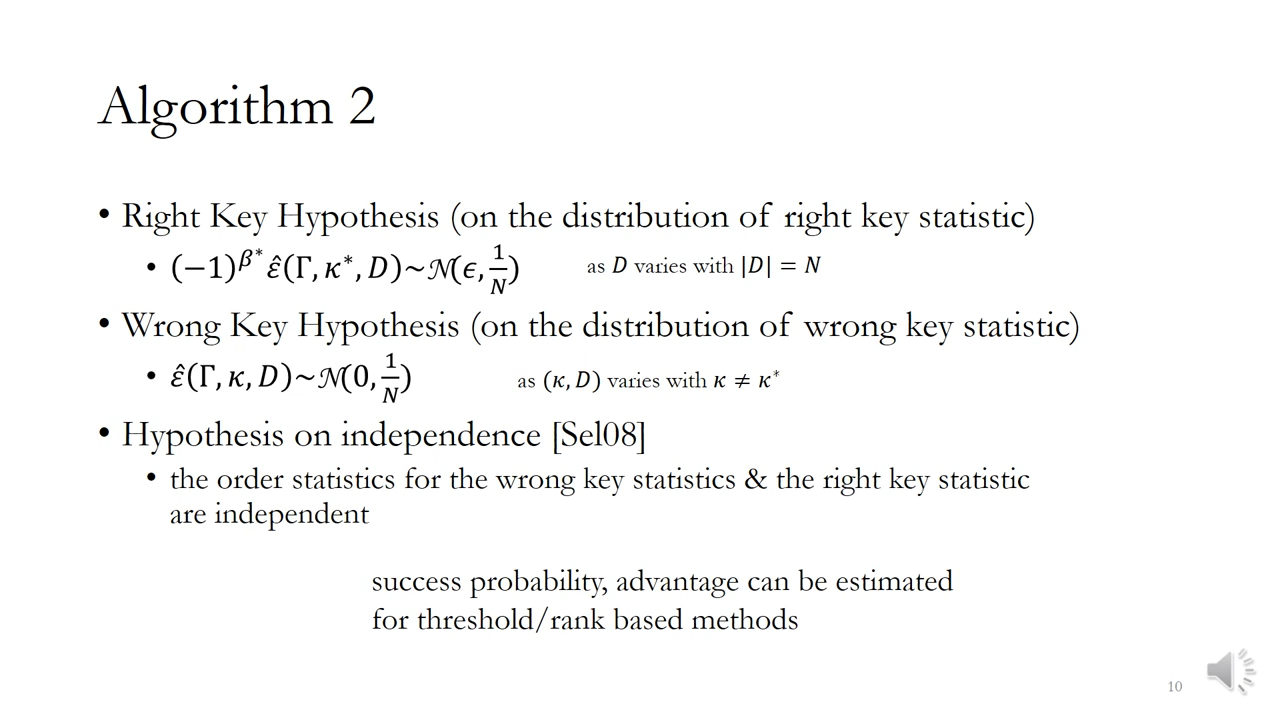 Algorithm 2
• Right Key Hypothesis (on the distribution of right key statistic)
• (−1)^{β*} ε̂(Γ, κ*, D)~𝒩(ϵ, 1/N) as D varies with |D| = N
• Wrong Key Hypothesis (on the distribution of wrong key statistic)
• ε̂(Γ, κ, D)~𝒩(0, 1/N) as (κ, D) varies with κ ≠ κ*
• Hypothesis on independence [Sel08]
• the order statistics for the wrong key statistics & the right key statistic
are independent
success probability, advantage can be estimated
for threshold/rank based methods
10